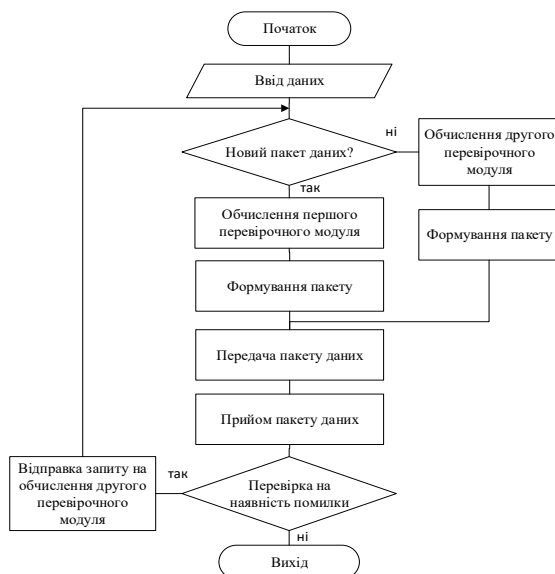 Початок
Ввід даних
Новий пакет даних?
ні
Обчислення другого
перевірочного
модуля
так
Обчислення першого
перевірочного модуля
Формування пакету
Формування пакету
Передача пакету даних
Прийом пакету даних
Відправка запиту на
обчислення другого
перевірочного
модуля
так
Перевірка на
наявність помилки
ні
Вихід